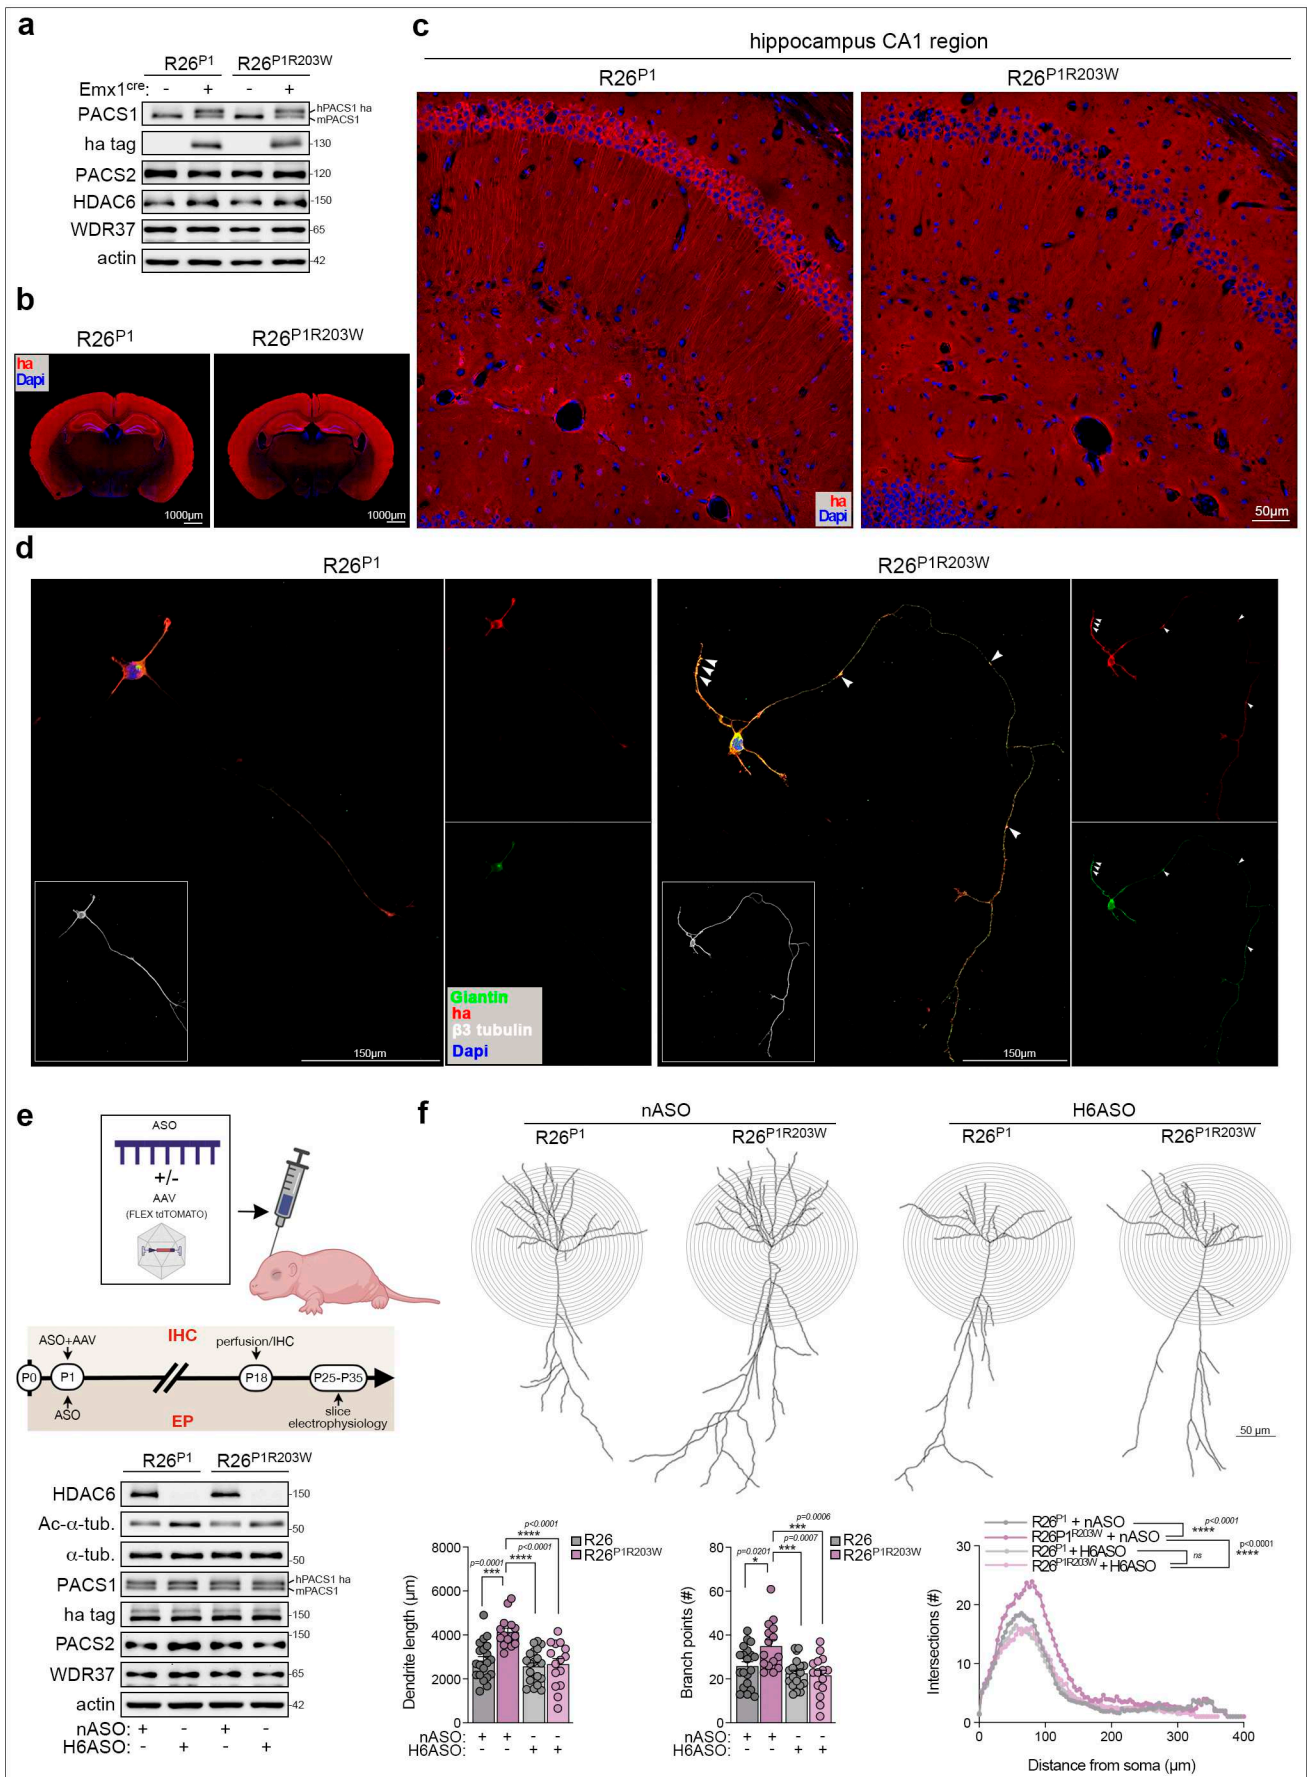 a
R26P1 R26P1R203W
Emx1cre: - + - +
PACS1
hPACS1 ha
mPACS1
ha tag -130
PACS2 -120
HDAC6 -150
WDR37 -65
actin -42
b
R26P1 R26P1R203W
ha
Dapi
1000µm 1000µm
c
hippocampus CA1 region
R26P1 R26P1R203W
ha
Dapi
50µm
d
R26P1 R26P1R203W
Giantin
ha
β3 tubulin
Dapi
150µm 150µm
e
ASO
+/-
AAV
(FLEX tdTOMATO)
ASO+AAV IHC perfusion/IHC
P0 P1 P18 P25-P35
ASO EP slice
electrophysiology
R26P1 R26P1R203W
HDAC6 -150
Ac-α-tub. -50
α-tub. -50
PACS1
hPACS1 ha
mPACS1
ha tag -150
PACS2 -150
WDR37 -65
actin -42
nASO: + - + -
H6ASO: - + - +
f
nASO H6ASO
R26P1 R26P1R203W R26P1 R26P1R203W
50 µm
p<0.0001
****
p=0.0001 p<0.0001
*** ****
R26
R26P1R203W
Dendrite length (µm)
8000
6000
4000
2000
0
nASO: + + - -
H6ASO: - - + +
p=0.0006
***
p=0.0201 p=0.0007
* ***
R26
R26P1R203W
Branch points (#)
80
60
40
20
0
nASO: + + - -
H6ASO: - - + +
R26P1 + nASO
R26P1R203W + nASO
R26P1 + H6ASO
R26P1R203W + H6ASO
p<0.0001
****
ns
p<0.0001
****
Intersections (#)
30
20
10
0
0 100 200 300 400
Distance from soma (µm)